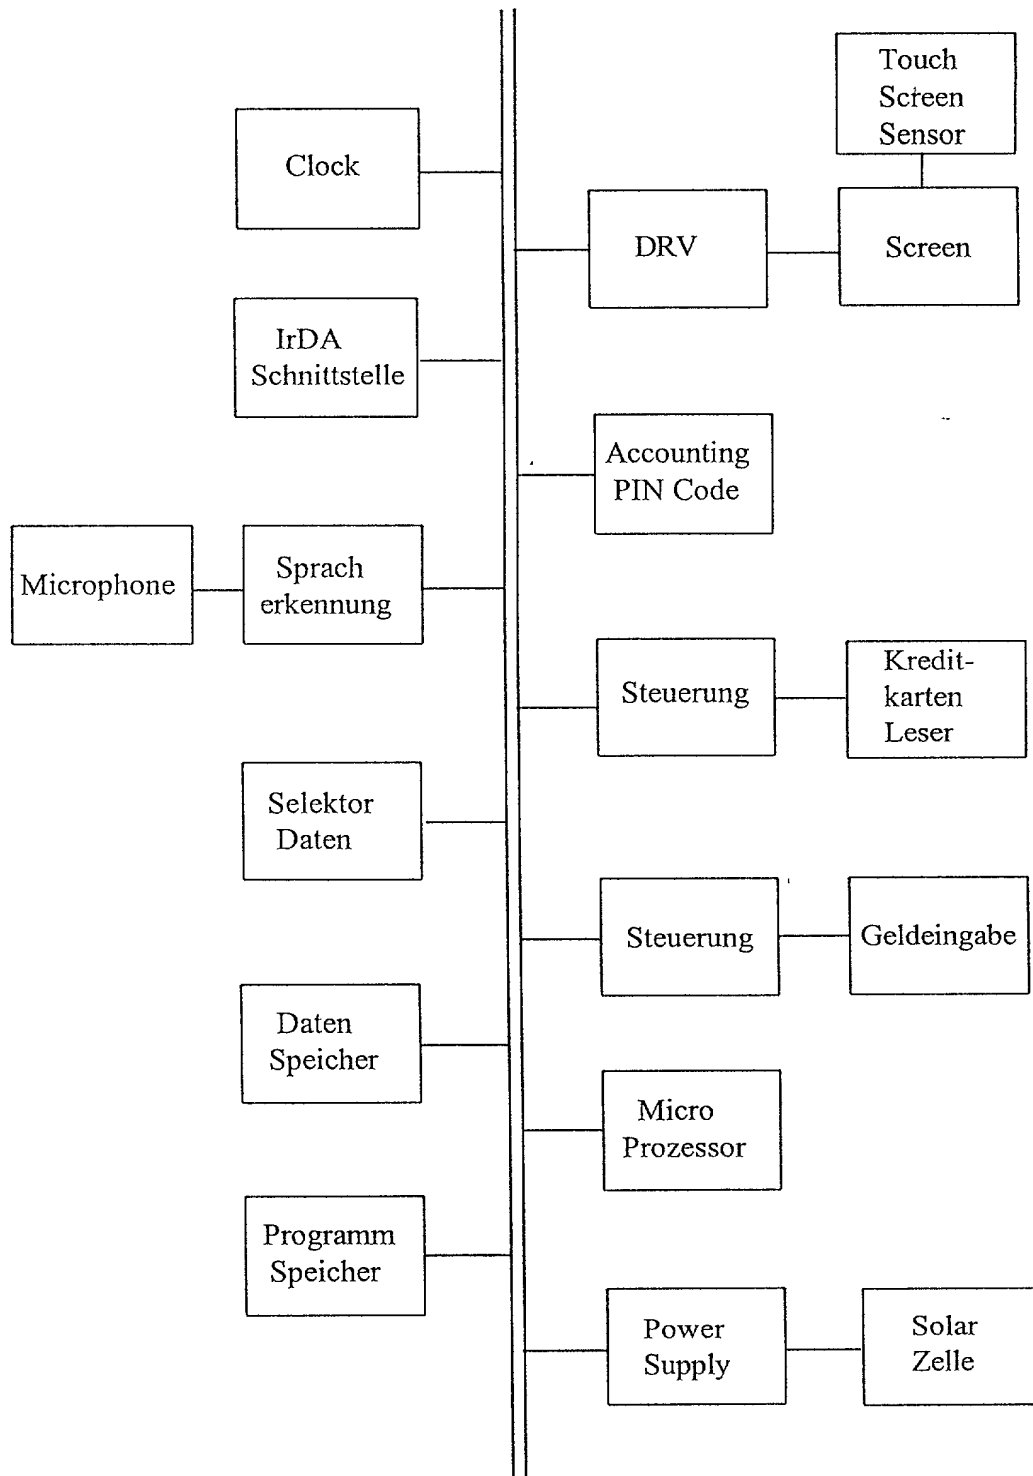 Touch
Screen
Sensor
Clock
DRV
Screen
IrDA
Schnittstelle
Accounting
PIN Code
Microphone
Sprach
erkennung
Steuerung
Kredit-
karten
Leser
Selektor
Daten
Steuerung
Geldeingabe
Daten
Speicher
Micro
Prozessor
Programm
Speicher
Power
Supply
Solar
Zelle